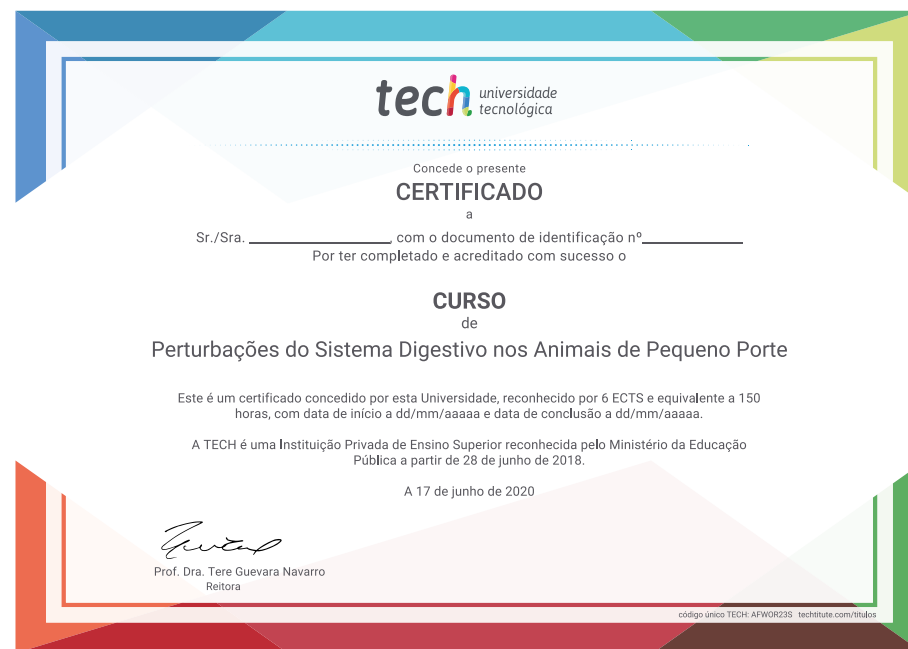 tech universidade
tecnológica
Concede o presente
CERTIFICADO
a
Sr./Sra. ____________________, com o documento de identificação nº______________
Por ter completado e acreditado com sucesso o
CURSO
de
Perturbações do Sistema Digestivo nos Animais de Pequeno Porte
Este é um certificado concedido por esta Universidade, reconhecido por 6 ECTS e equivalente a 150
horas, com data de início a dd/mm/aaaaa e data de conclusão a dd/mm/aaaaa.
A TECH é uma Instituição Privada de Ensino Superior reconhecida pelo Ministério da Educação
Pública a partir de 28 de junho de 2018.
A 17 de junho de 2020
Prof. Dra. Tere Guevara Navarro
Reitora
código único TECH: AFWOR23S techtitute.com/titulos